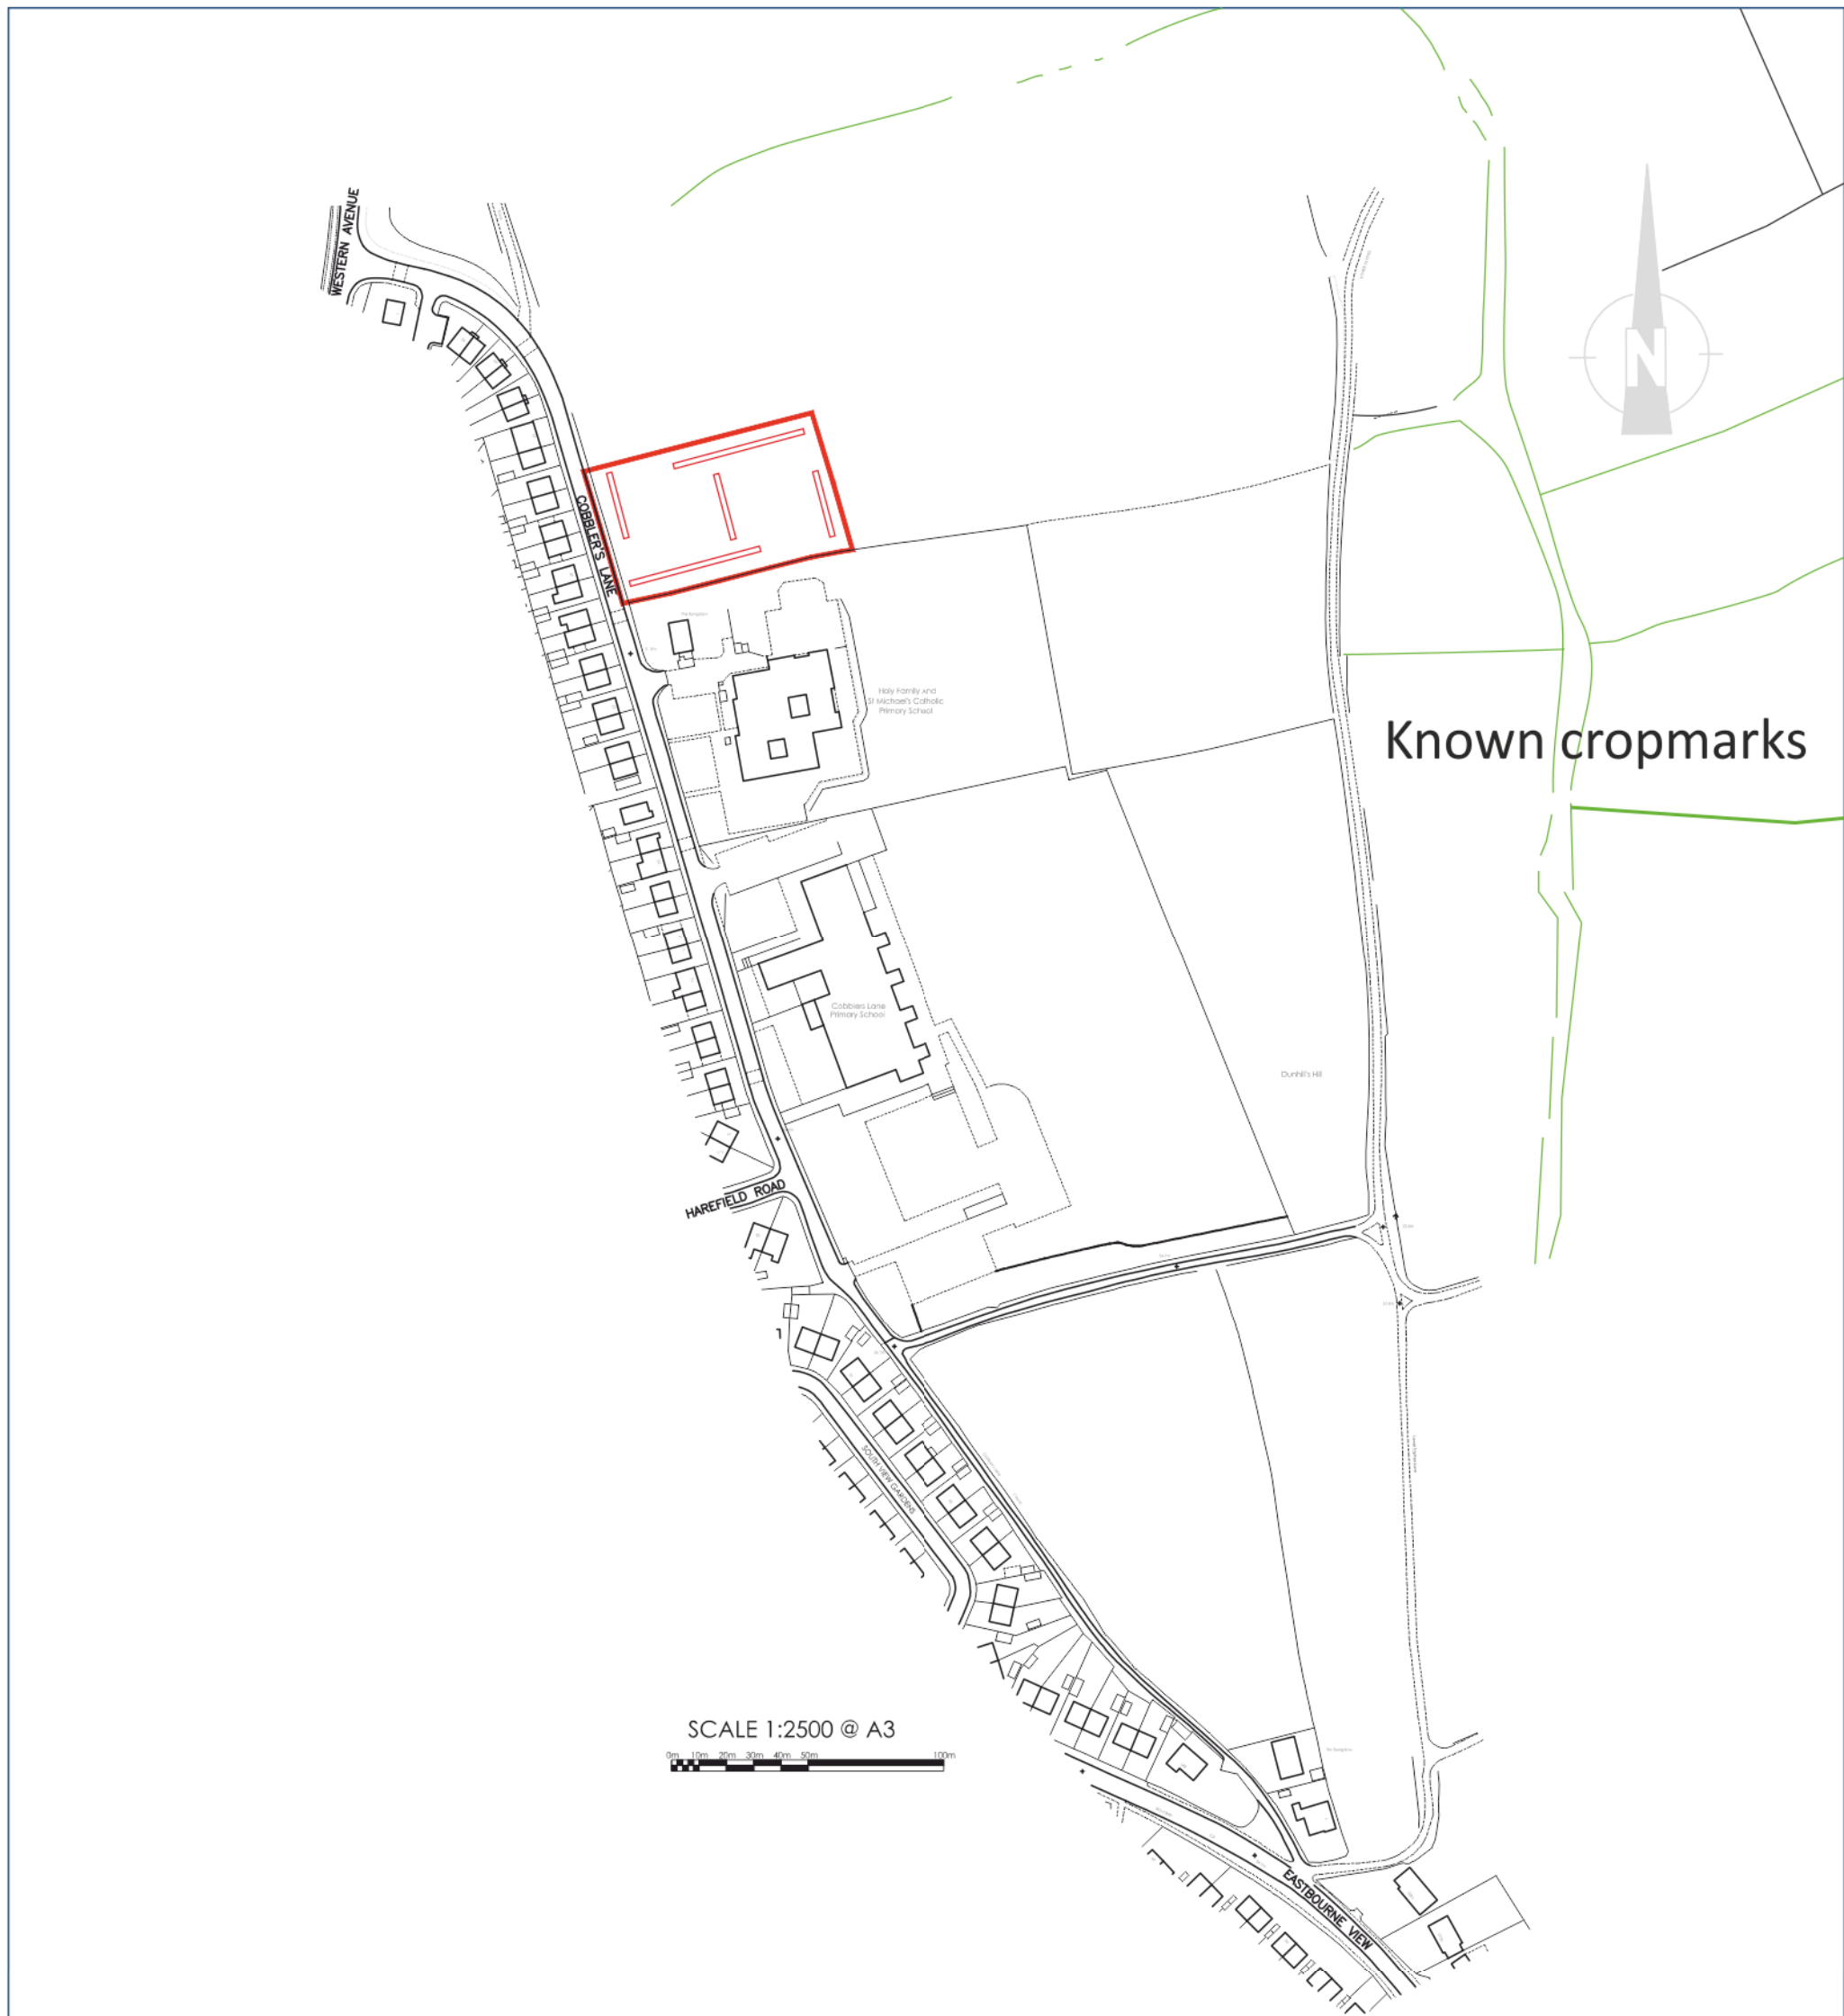 WESTERN AVENUE
N
COBBLER'S LANE
The Bungalow
Holy Family And
St Michael's Catholic
Primary School
Known cropmarks
Cobblers Lane
Primary School
Dunhill's Hill
HAREFIELD ROAD
1
SOUTH VIEW GARDENS
SCALE 1:2500 @ A3
0m 10m 20m 30m 40m 50m 100m
EASTBOURNE VIEW